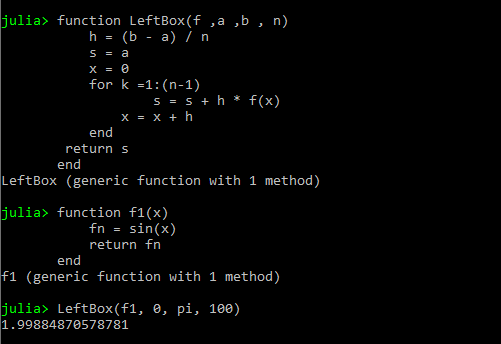 julia> function LeftBox(f ,a ,b , n)
           h = (b - a) / n
           s = a
           x = 0
           for k =1:(n-1)
                   s = s + h * f(x)
               x = x + h
           end
        return s
       end
LeftBox (generic function with 1 method)

julia> function f1(x)
           fn = sin(x)
           return fn
       end
f1 (generic function with 1 method)

julia> LeftBox(f1, 0, pi, 100)
1.99884870578781